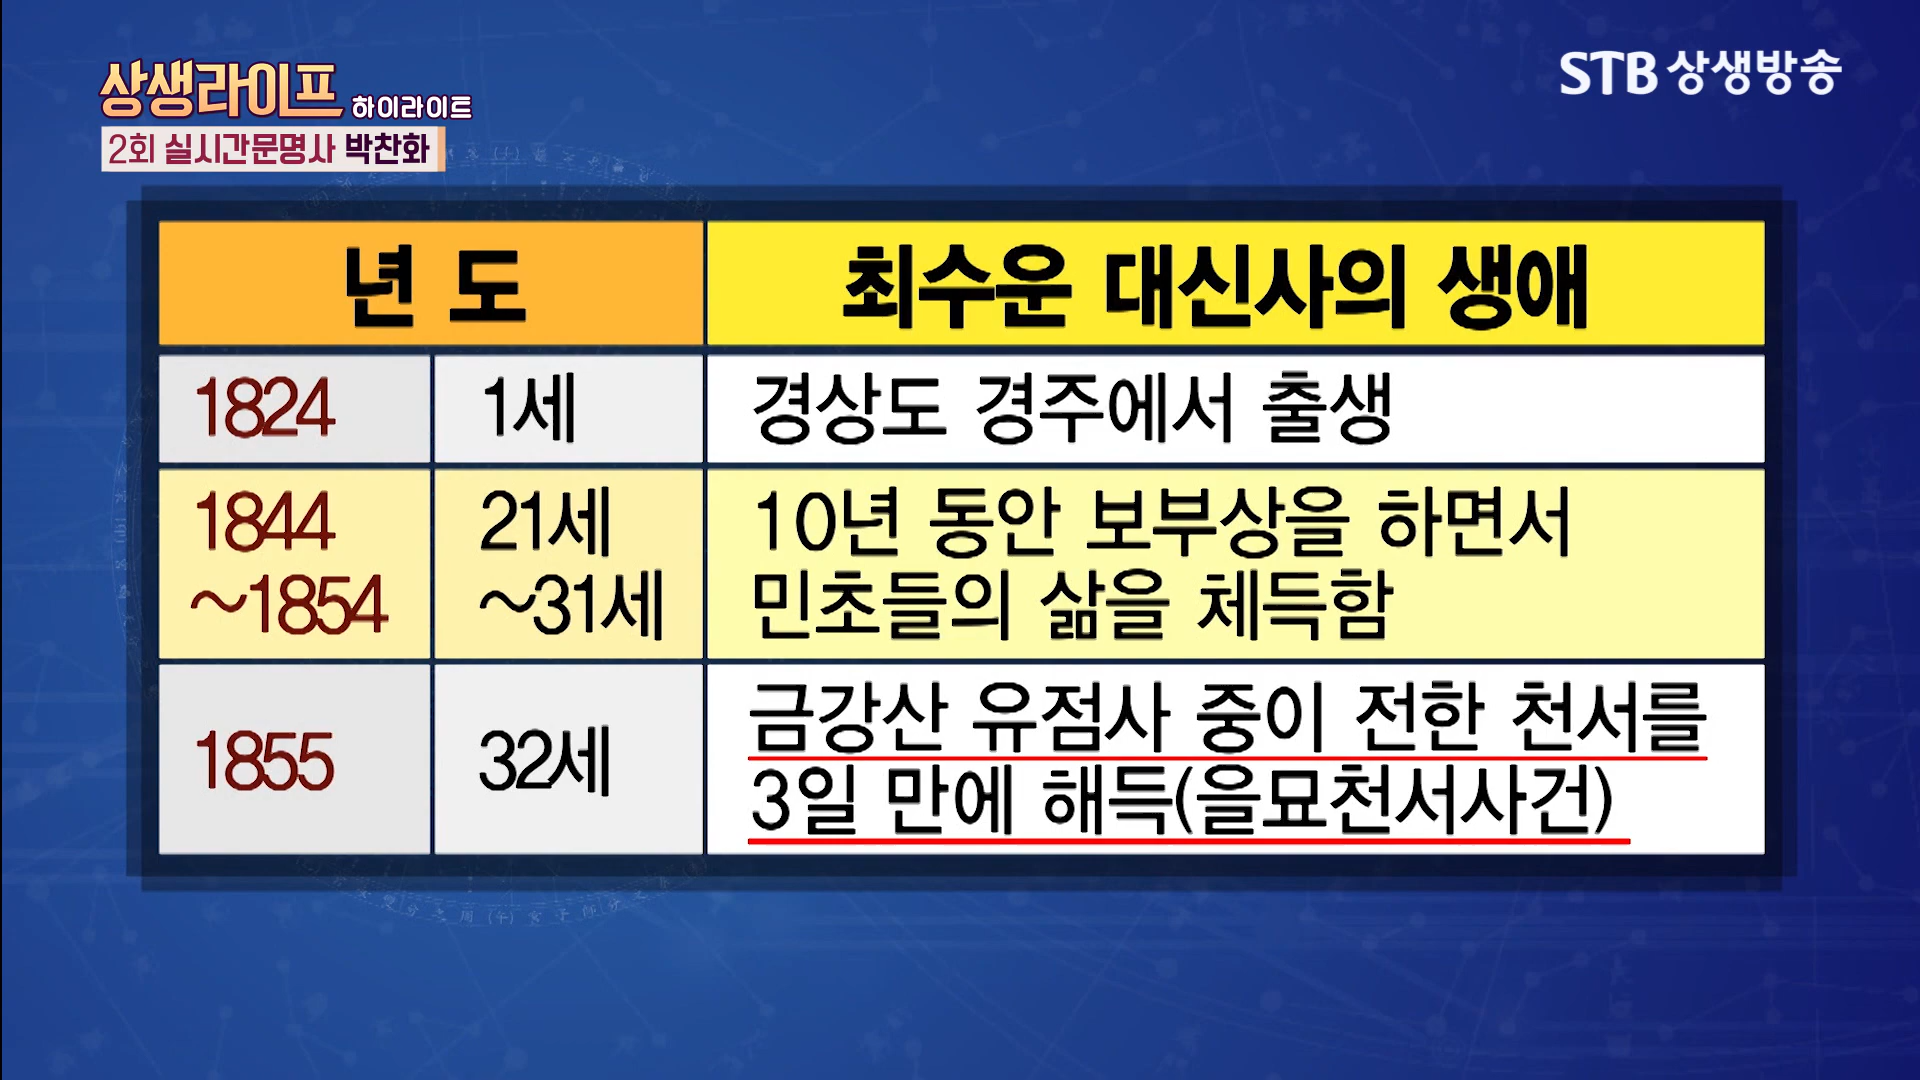 상생라이프 하이라이트
2회 실시간문명사 박찬화
STB 상생방송
년 도
최수운 대신사의 생애
1824
1세
경상도 경주에서 출생
1844
~1854
21세
~31세
10년 동안 보부상을 하면서
민초들의 삶을 체득함
1855
32세
금강산 유점사 중이 전한 천서를
3일 만에 해득(을묘천서사건)